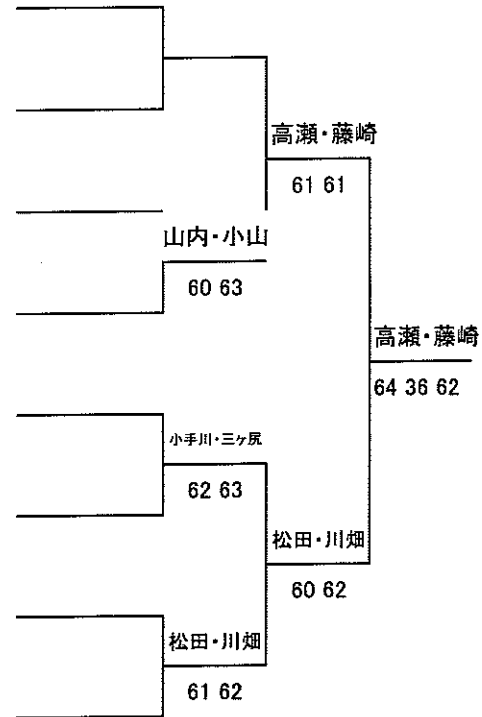 高瀬・藤崎
61 61
山内・小山
60 63
高瀬・藤崎
64 36 62
小手川・三ヶ尻
62 63
松田・川畑
60 62
松田・川畑
61 62